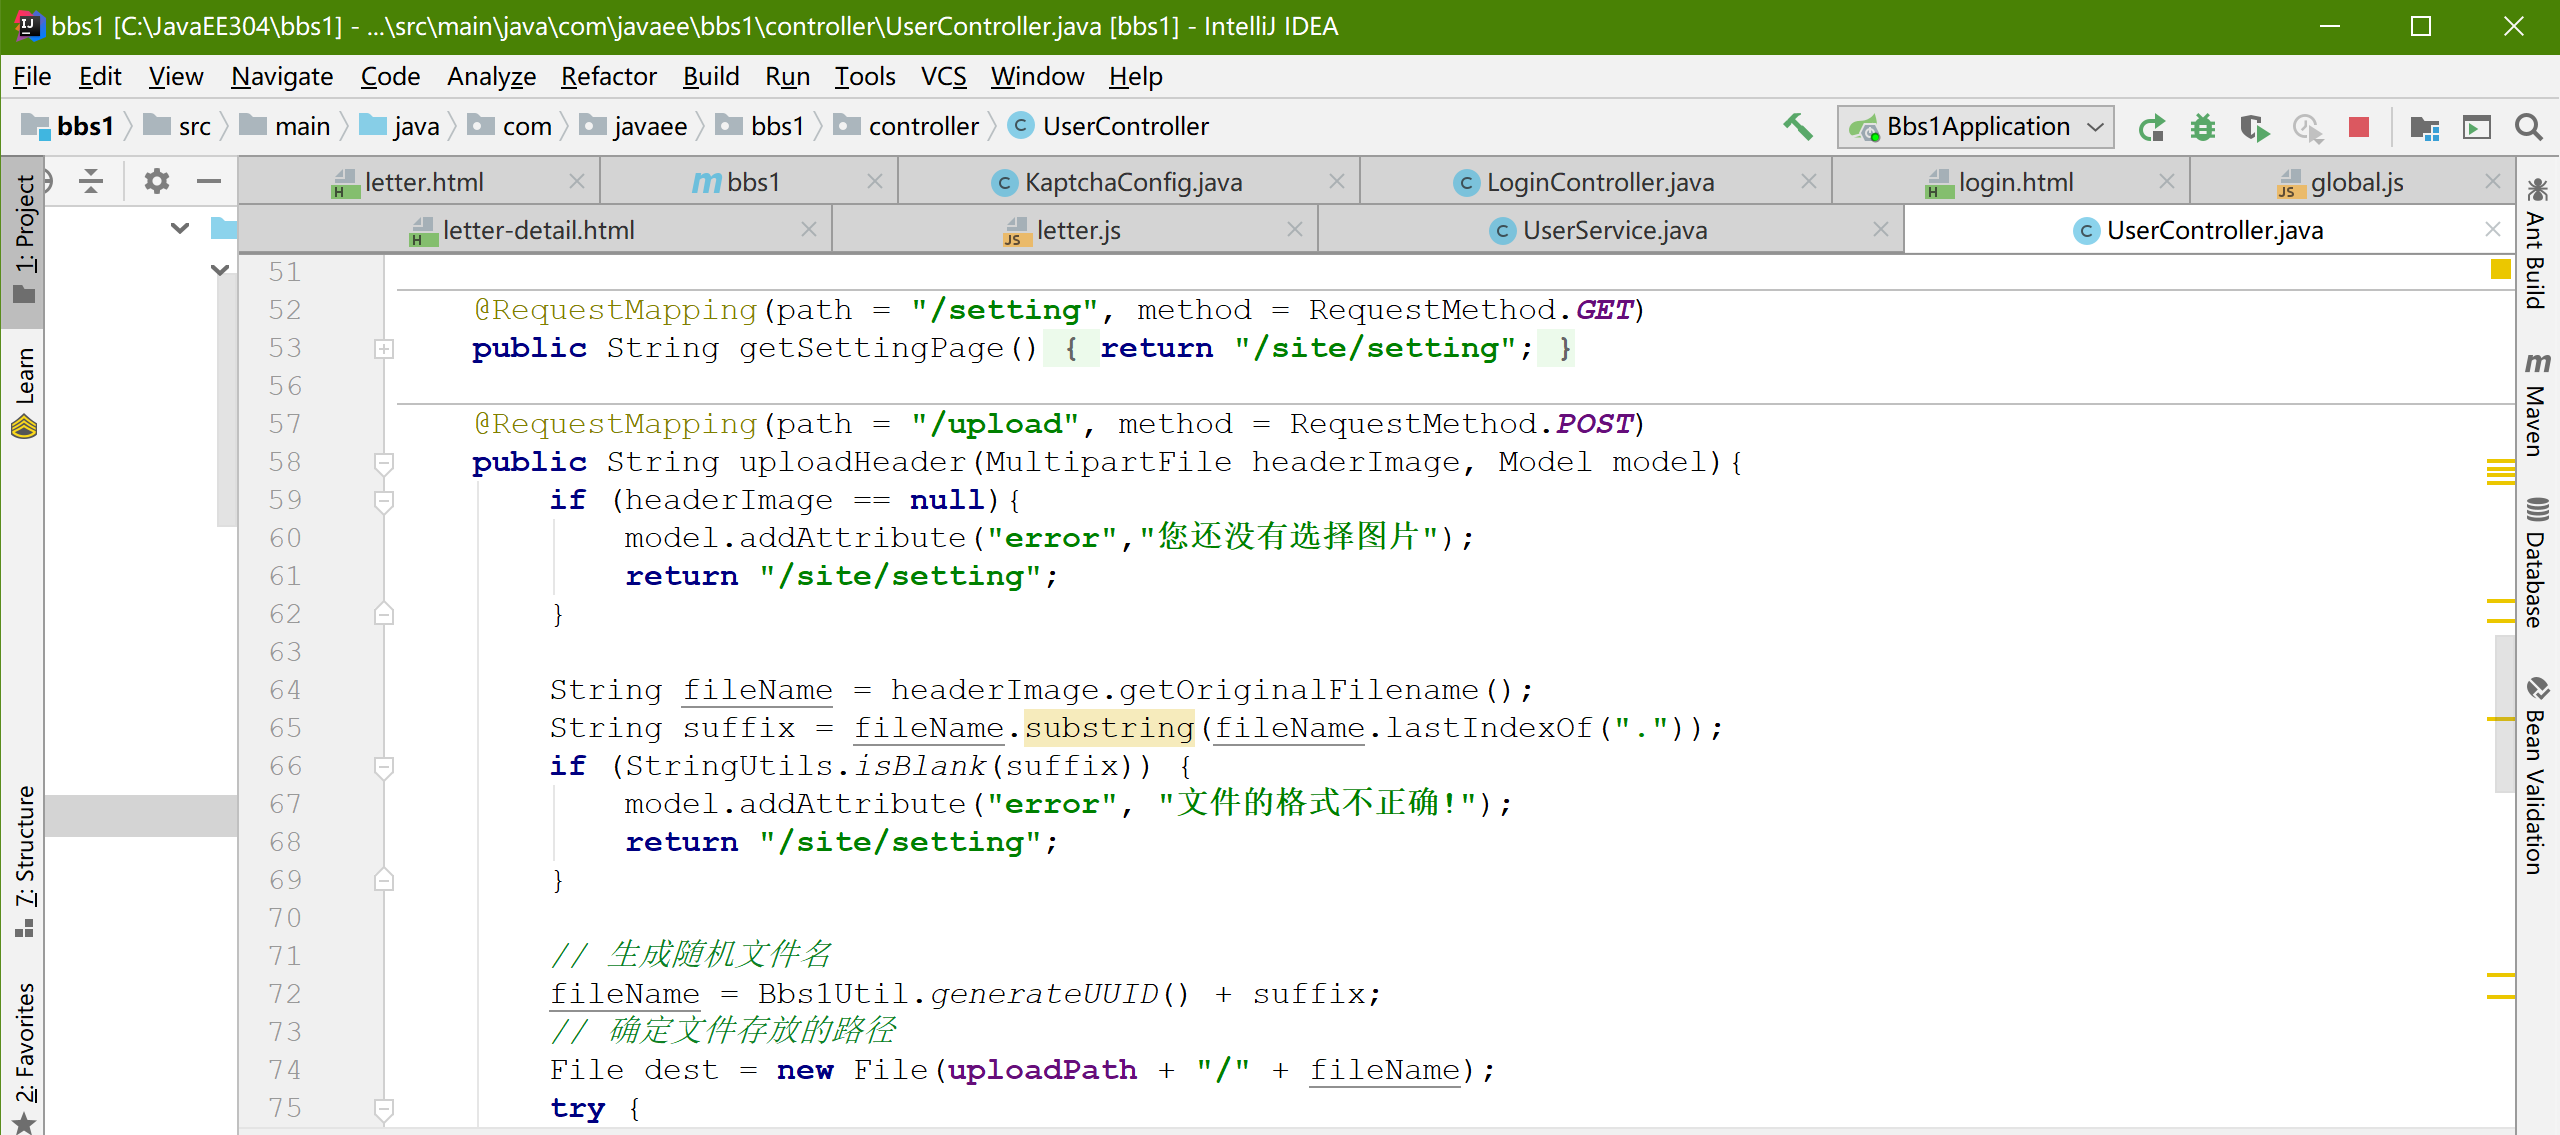 bbs1 [C:\JavaEE304\bbs1] - ...\src\main\java\com\javaee\bbs1\controller\UserController.java [bbs1] - IntelliJ IDEA
File Edit View Navigate Code Analyze Refactor Build Run Tools VCS Window Help
bbs1 src main java com javaee bbs1 controller UserController Bbs1Application
letter.html bbs1 KaptchaConfig.java LoginController.java login.html global.js
letter-detail.html letter.js UserService.java UserController.java
1: Project
Learn
7: Structure
2: Favorites
51
52 @RequestMapping(path = "/setting", method = RequestMethod.GET)
53 public String getSettingPage() { return "/site/setting"; }
56
57 @RequestMapping(path = "/upload", method = RequestMethod.POST)
58 public String uploadHeader(MultipartFile headerImage, Model model){
59 if (headerImage == null){
60 model.addAttribute("error","您还没有选择图片");
61 return "/site/setting";
62 }
63
64 String fileName = headerImage.getOriginalFilename();
65 String suffix = fileName.substring(fileName.lastIndexOf("."));
66 if (StringUtils.isBlank(suffix)) {
67 model.addAttribute("error", "文件的格式不正确!");
68 return "/site/setting";
69 }
70
71 // 生成随机文件名
72 fileName = Bbs1Util.generateUUID() + suffix;
73 // 确定文件存放的路径
74 File dest = new File(uploadPath + "/" + fileName);
75 try {
Ant Build
Maven
Database
Bean Validation